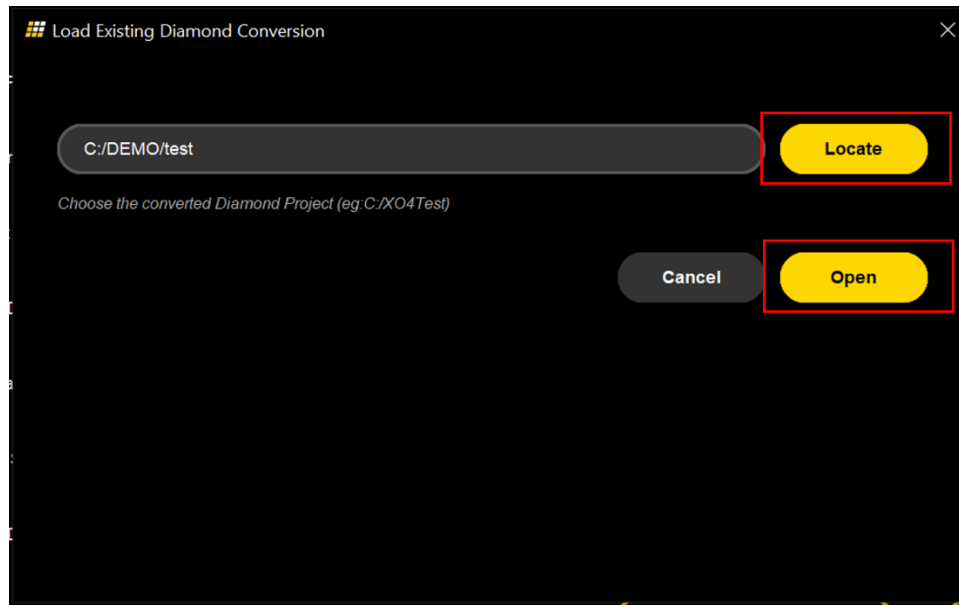 Load Existing Diamond Conversion
C:/DEMO/test
Locate
Choose the converted Diamond Project (eg:C:/XO4Test)
Cancel
Open